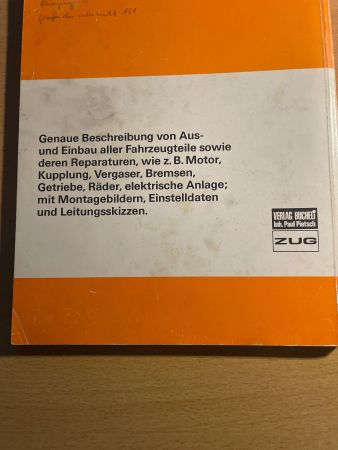 151
Genaue Beschreibung von Aus-
und Einbau aller Fahrzeugteile sowie
deren Reparaturen, wie z. B. Motor,
Kupplung, Vergaser, Bremsen,
Getriebe, Räder, elektrische Anlage;
mit Montagebildern, Einstelldaten
und Leitungsskizzen.
VERLAG BUCHELI
Inh. Paul Pietsch
ZUG